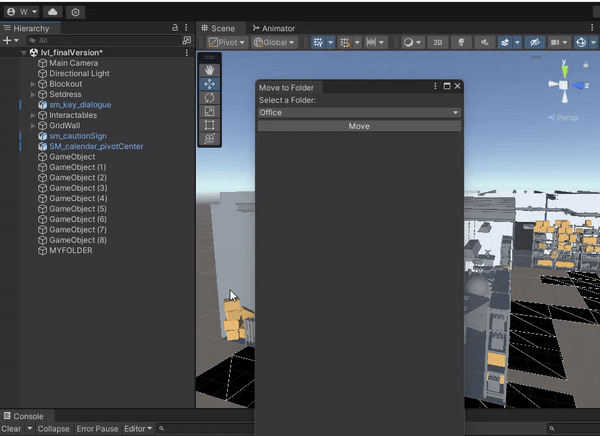 W
Hierarchy
All
lvl_finalVersion*
Main Camera
Directional Light
Blockout
Setdress
sm_key_dialogue
Interactables
GridWall
sm_cautionSign
SM_calendar_pivotCenter
GameObject
GameObject (1)
GameObject (2)
GameObject (3)
GameObject (4)
GameObject (5)
GameObject (6)
GameObject (7)
GameObject (8)
MYFOLDER
Scene Animator
Pivot Global 2D
y
z
Persp
Move to Folder
Select a Folder:
Office
Move
Console
Clear Collapse Error Pause Editor